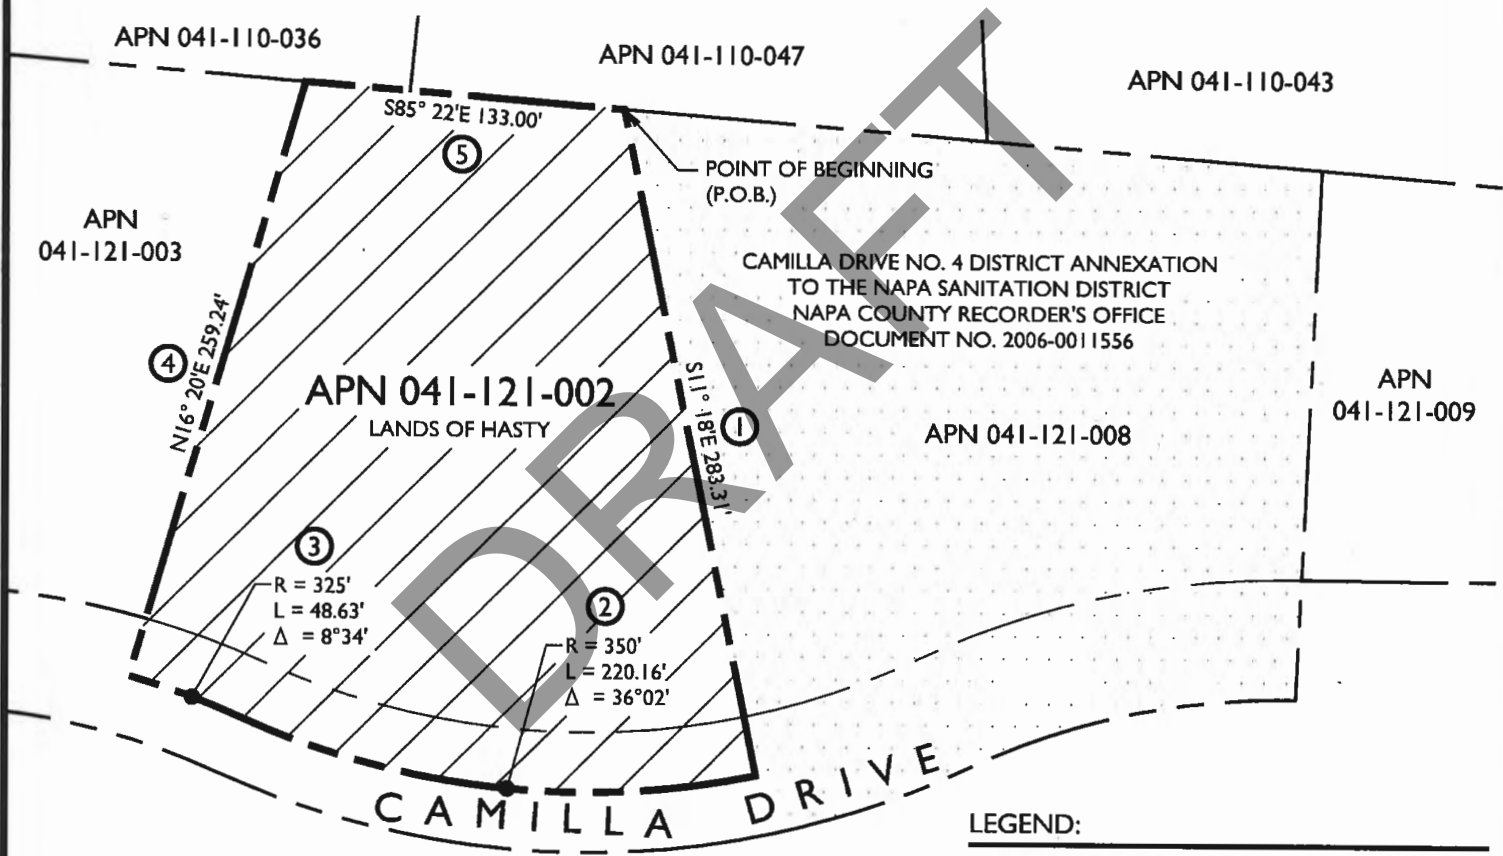 APN 041-110-036
APN 041-110-047
APN 041-110-043
S85° 22'E 133.00'
5
POINT OF BEGINNING
(P.O.B.)
APN
041-121-003
CAMILLA DRIVE NO. 4 DISTRICT ANNEXATION
TO THE NAPA SANITATION DISTRICT
NAPA COUNTY RECORDER'S OFFICE
DOCUMENT NO. 2006-0011556
4
N16° 20'E 259.24'
APN 041-121-002
LANDS OF HASTY
S11° 18'E 283.31'
1
APN 041-121-008
APN
041-121-009
3
R = 325'
L = 48.63'
Δ = 8°34'
2
R = 350'
L = 220.16'
Δ = 36°02'
CAMILLA DRIVE
LEGEND:
DRAFT